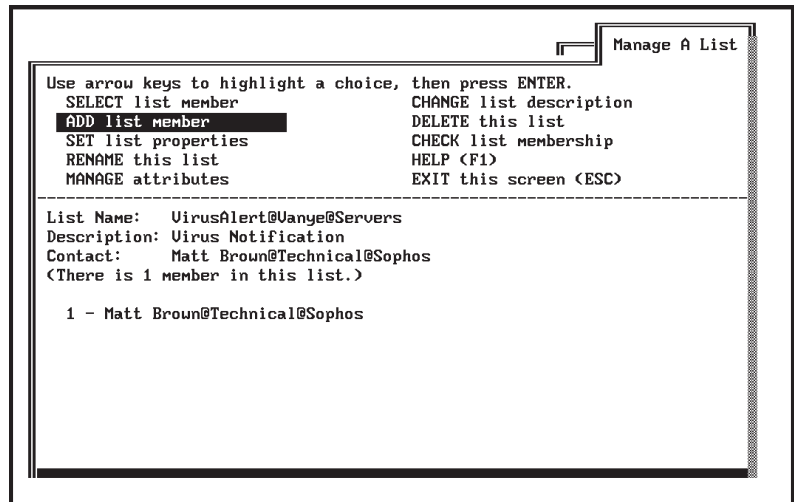 Manage A List
Use arrow keys to highlight a choice, then press ENTER.
SELECT list member CHANGE list description
ADD list member DELETE this list
SET list properties CHECK list membership
RENAME this list HELP (F1)
MANAGE attributes EXIT this screen (ESC)
List Name: VirusAlert@Vanye@Servers
Description: Virus Notification
Contact: Matt Brown@Technical@Sophos
(There is 1 member in this list.)
1 - Matt Brown@Technical@Sophos